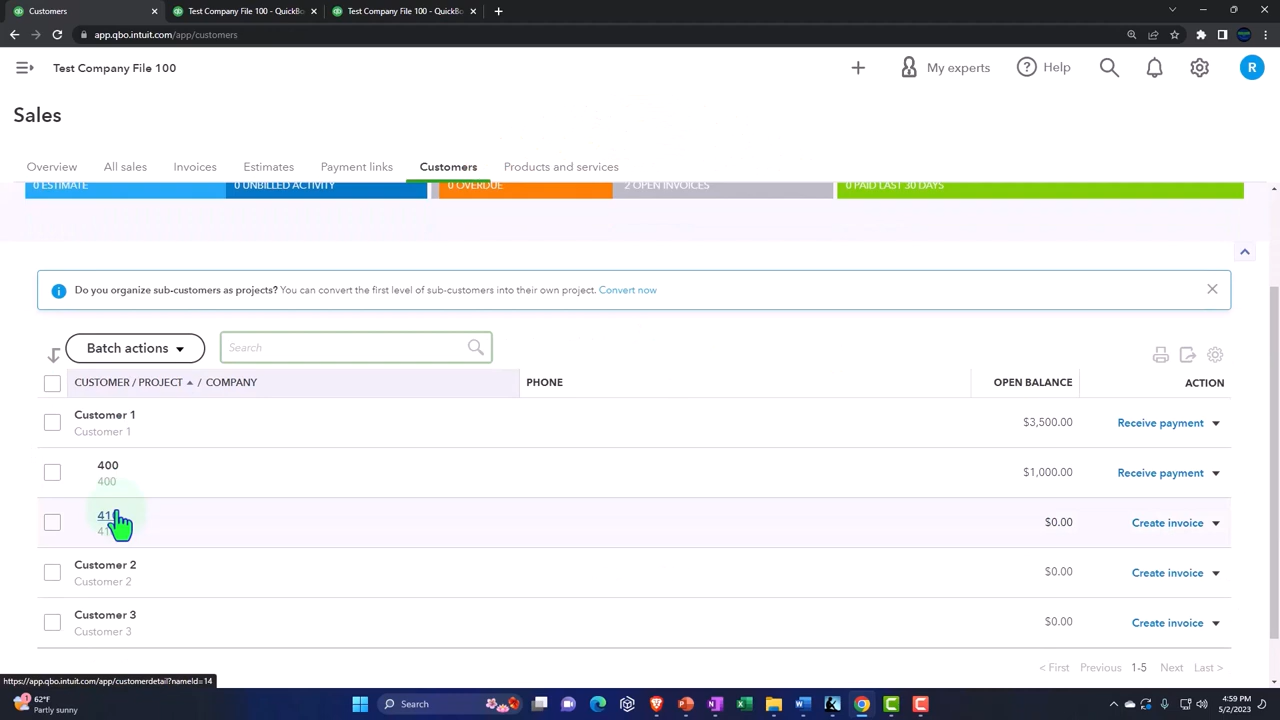 Customers
Test Company File 100 - QuickBo
Test Company File 100 - QuickBo
app.qbo.intuit.com/app/customers
Test Company File 100
My experts
Help
R
Sales
Overview
All sales
Invoices
Estimates
Payment links
Customers
Products and services
0 ESTIMATE
0 UNBILLED ACTIVITY
0 OVERDUE
2 OPEN INVOICES
0 PAID LAST 30 DAYS
Do you organize sub-customers as projects? You can convert the first level of sub-customers into their own project. Convert now
Batch actions
Search
CUSTOMER / PROJECT / COMPANY
PHONE
OPEN BALANCE
ACTION
Customer 1
Customer 1
$3,500.00
Receive payment
400
400
$1,000.00
Receive payment
$0.00
Create invoice
Customer 2
Customer 2
$0.00
Create invoice
Customer 3
Customer 3
$0.00
Create invoice
< First Previous 1-5 Next Last >
https://app.qbo.intuit.com/app/customerdetail?nameId=14
1
62°F
Partly sunny
Search
4:59 PM
5/2/2023